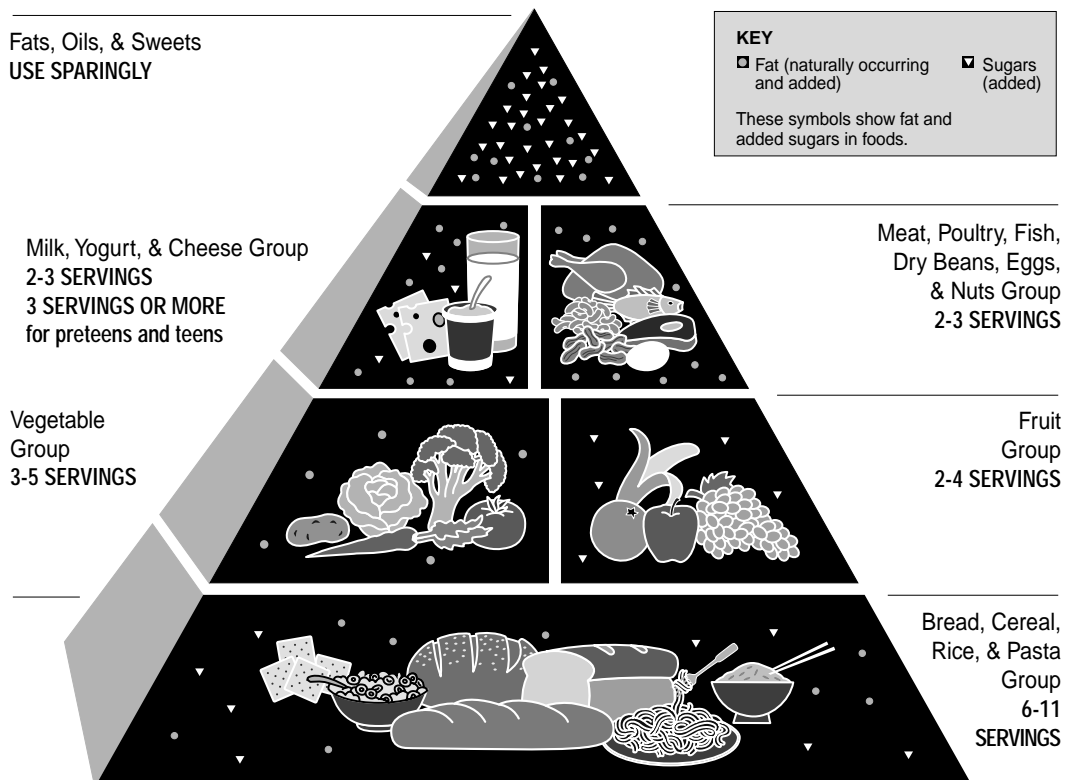 Fats, Oils, & Sweets
USE SPARINGLY
KEY
Fat (naturally occurring
and added)
Sugars
(added)
These symbols show fat and
added sugars in foods.
Milk, Yogurt, & Cheese Group
2-3 SERVINGS
3 SERVINGS OR MORE
for preteens and teens
Meat, Poultry, Fish,
Dry Beans, Eggs,
& Nuts Group
2-3 SERVINGS
Vegetable
Group
3-5 SERVINGS
Fruit
Group
2-4 SERVINGS
Bread, Cereal,
Rice, & Pasta
Group
6-11
SERVINGS